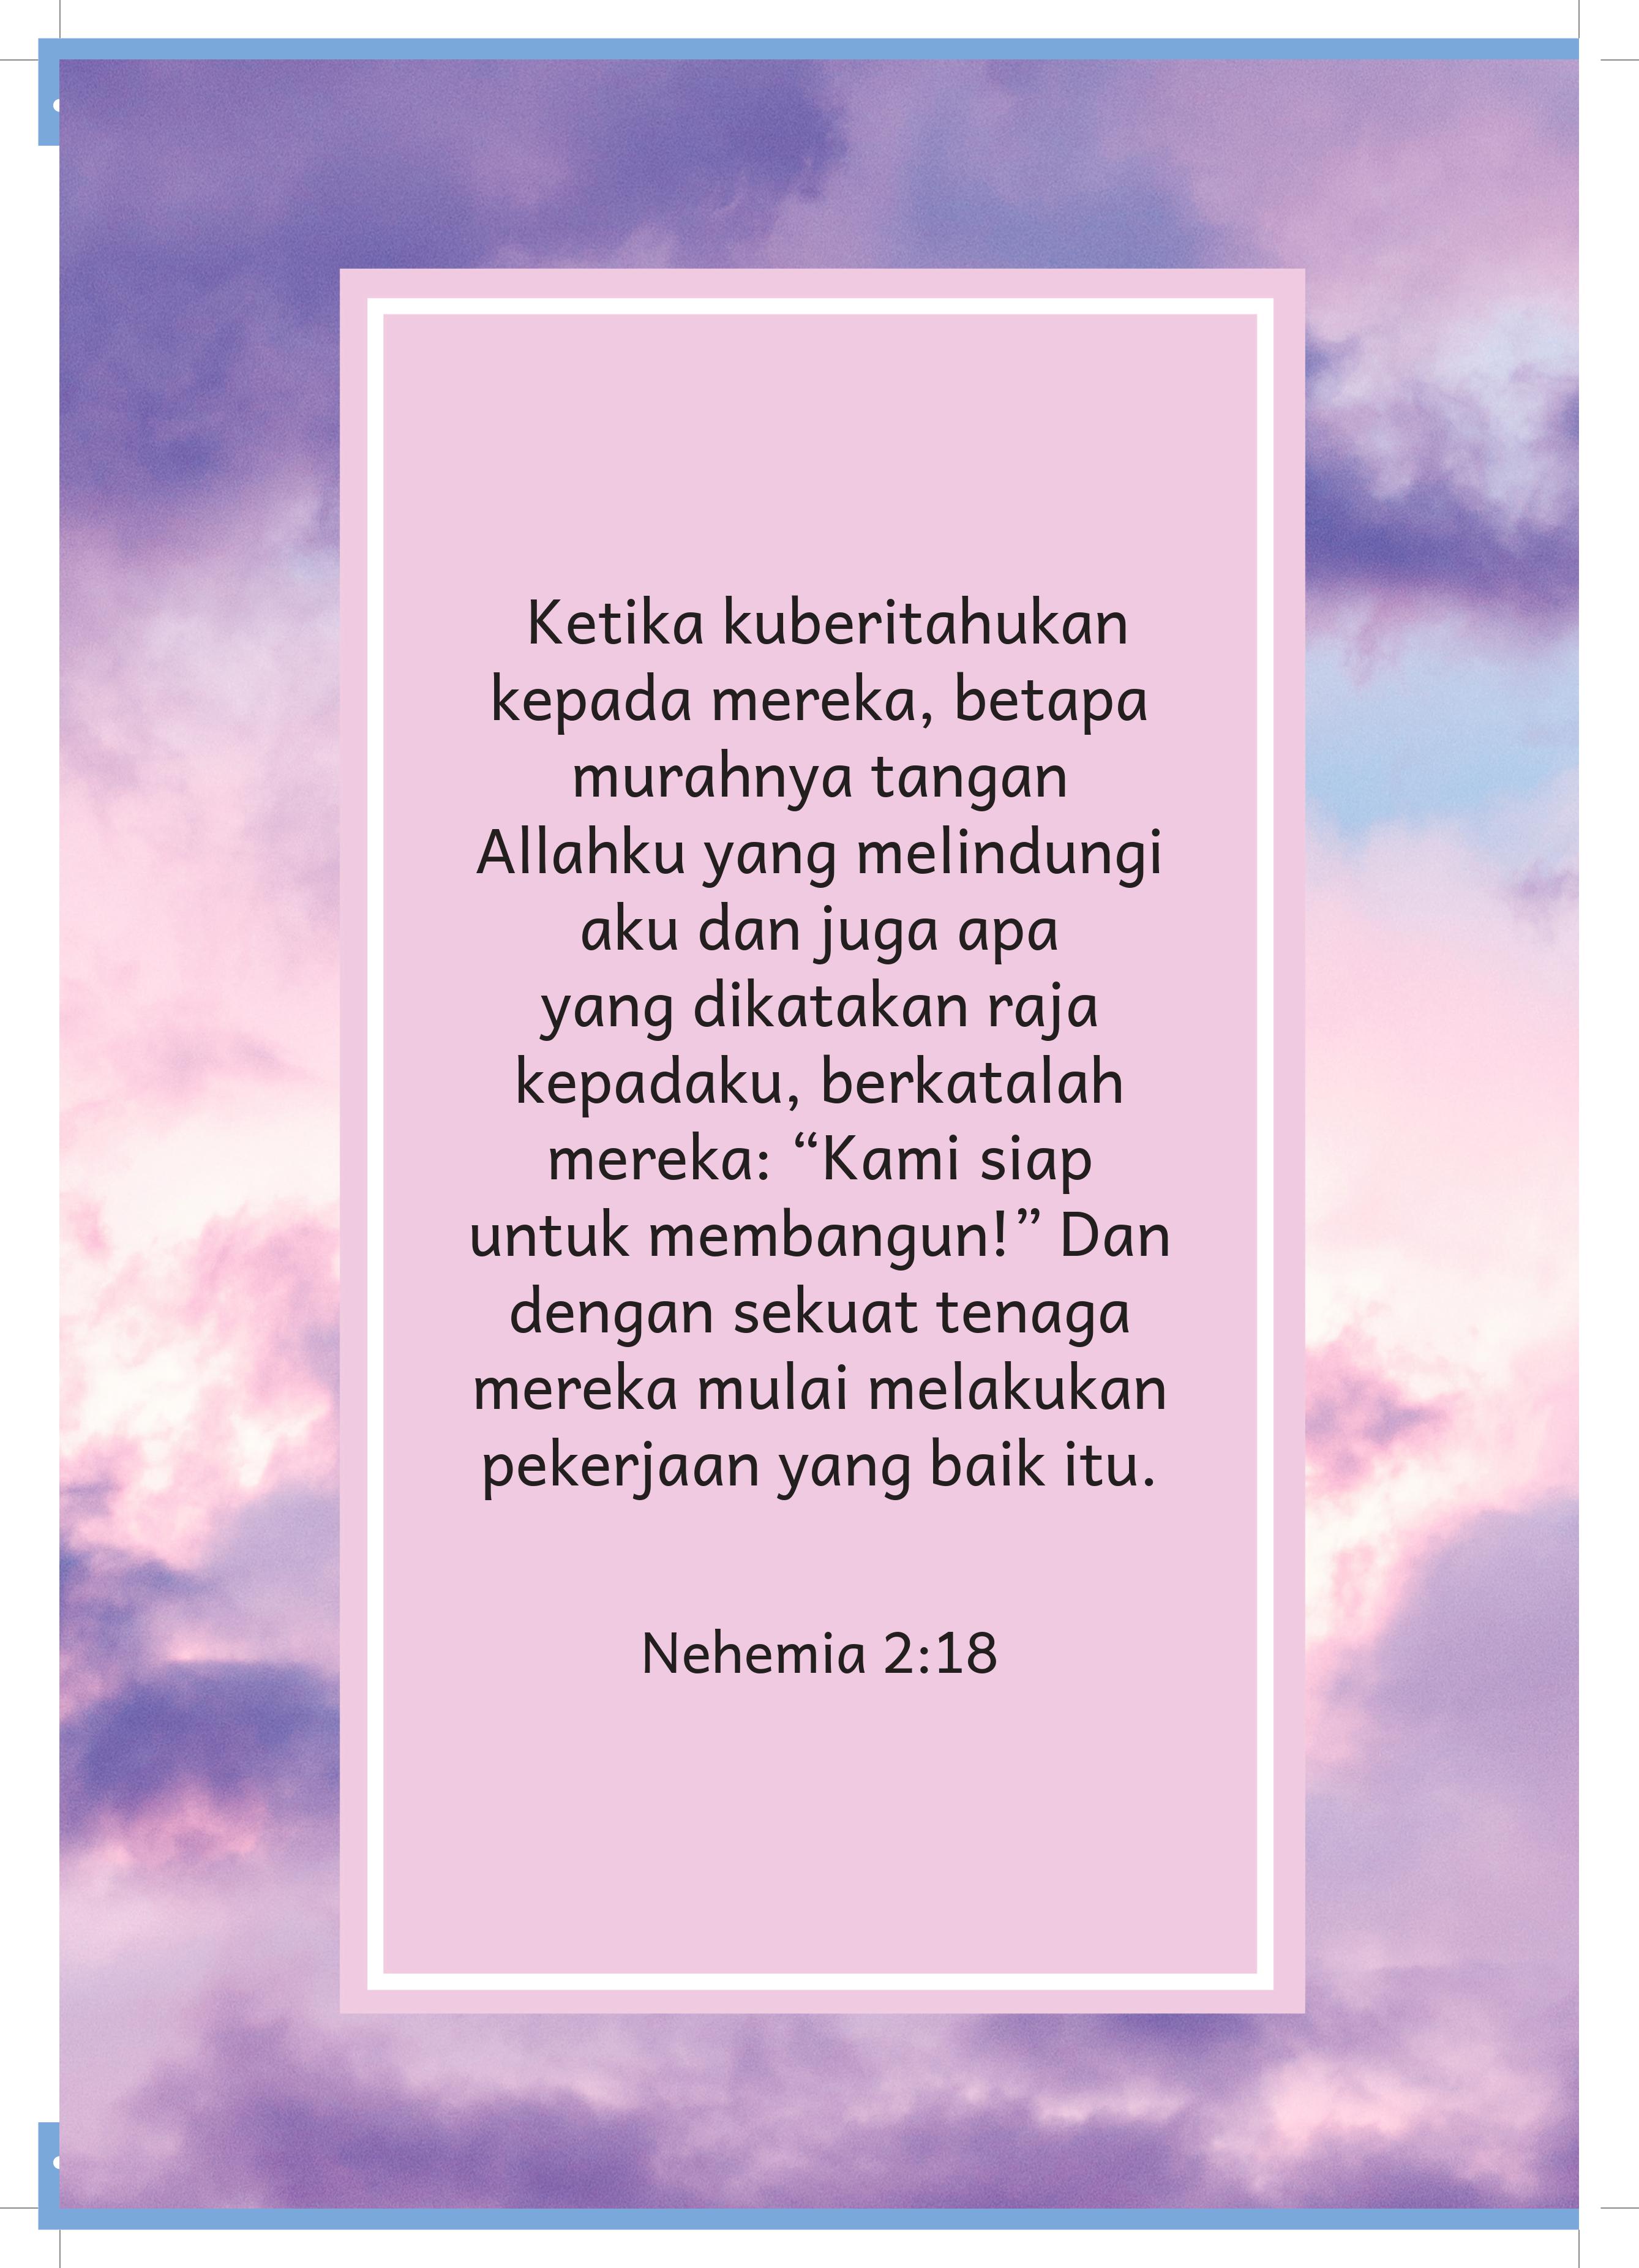 Ketika kuberitahukan
kepada mereka, betapa
murahnya tangan
Allahku yang melindungi
aku dan juga apa
yang dikatakan raja
kepadaku, berkatalah
mereka: “Kami siap
untuk membangun!” Dan
dengan sekuat tenaga
mereka mulai melakukan
pekerjaan yang baik itu.
Nehemia 2:18